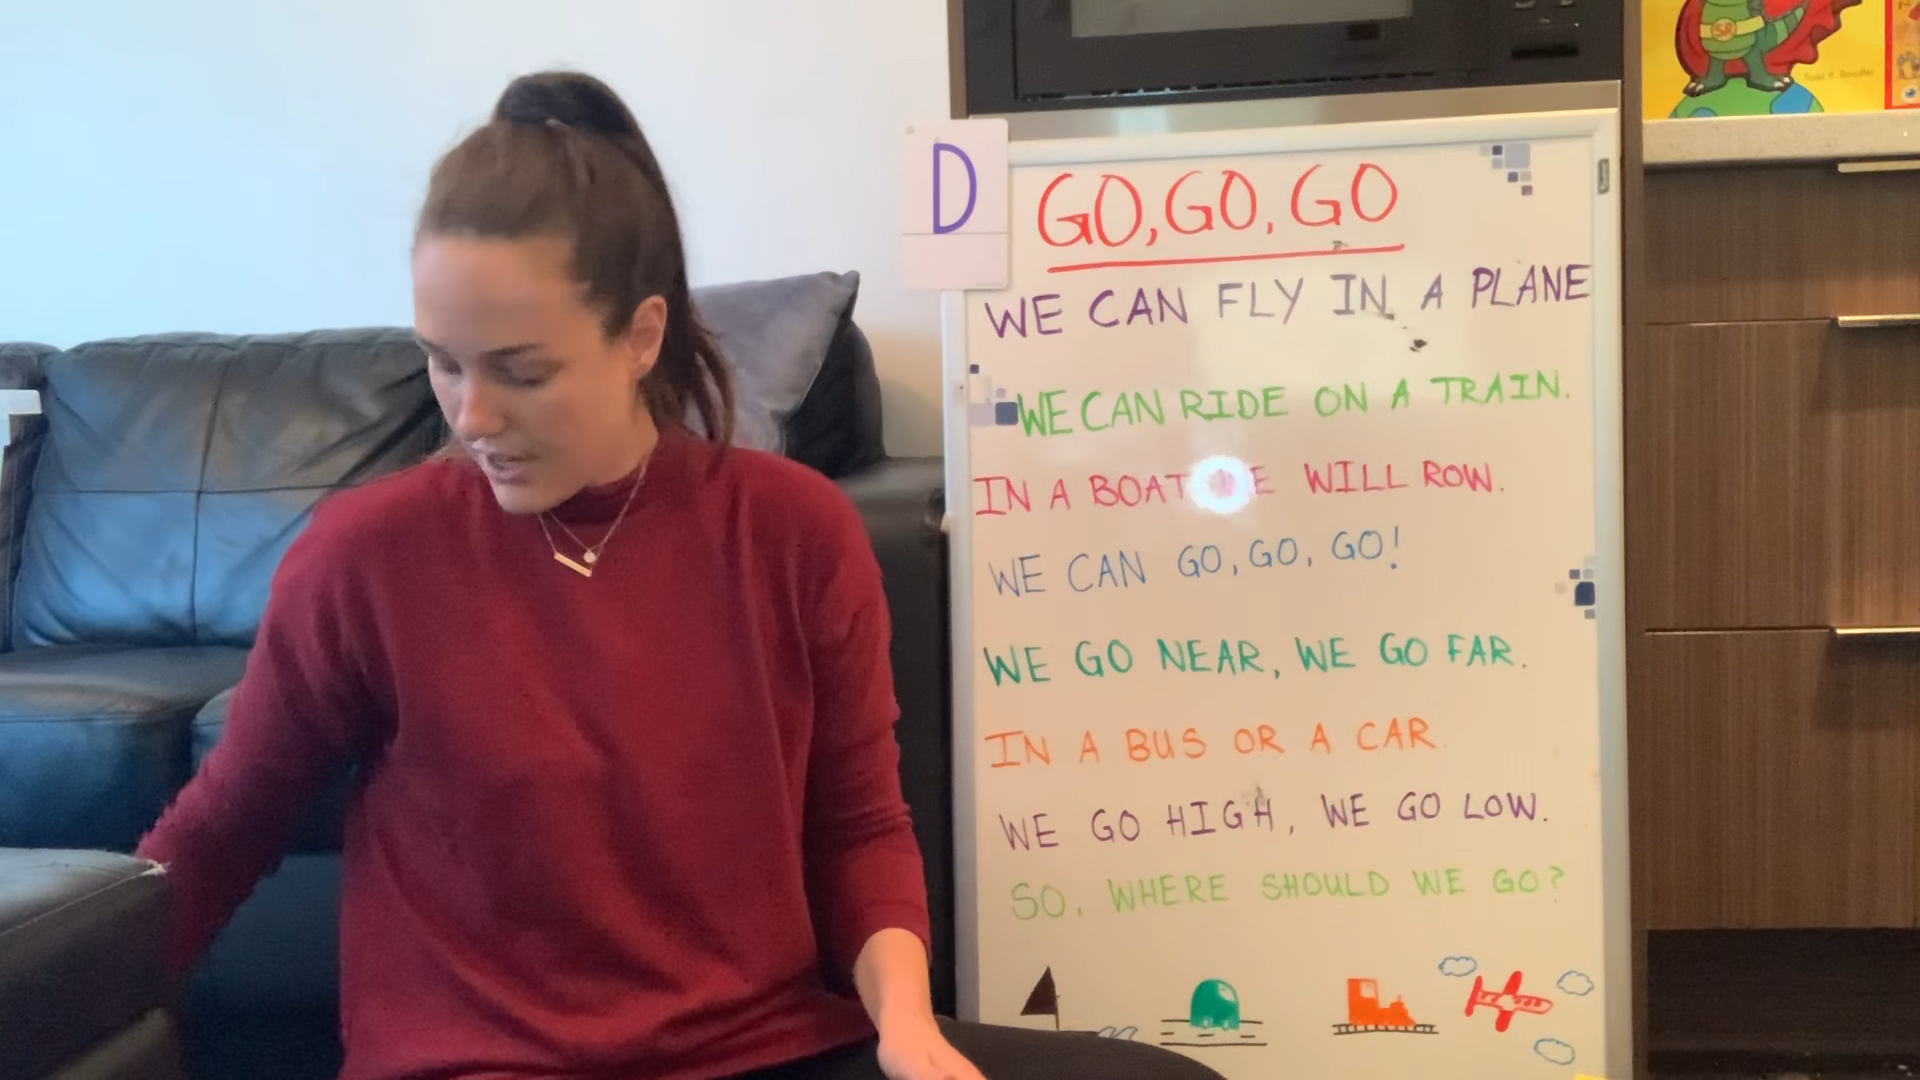 D
GO, GO, GO
WE CAN FLY IN A PLANE
WE CAN RIDE ON A TRAIN.
IN A BOAT WE WILL ROW.
WE CAN GO, GO, GO!
WE GO NEAR, WE GO FAR.
IN A BUS OR A CAR.
WE GO HIGH, WE GO LOW.
SO, WHERE SHOULD WE GO?
SR